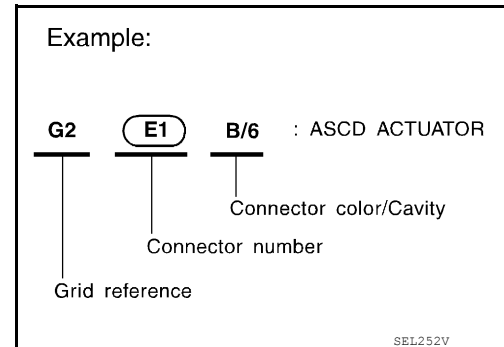 Example:
G2 E1 B/6 : ASCD ACTUATOR
Connector color/Cavity
Connector number
Grid reference
SEL252V